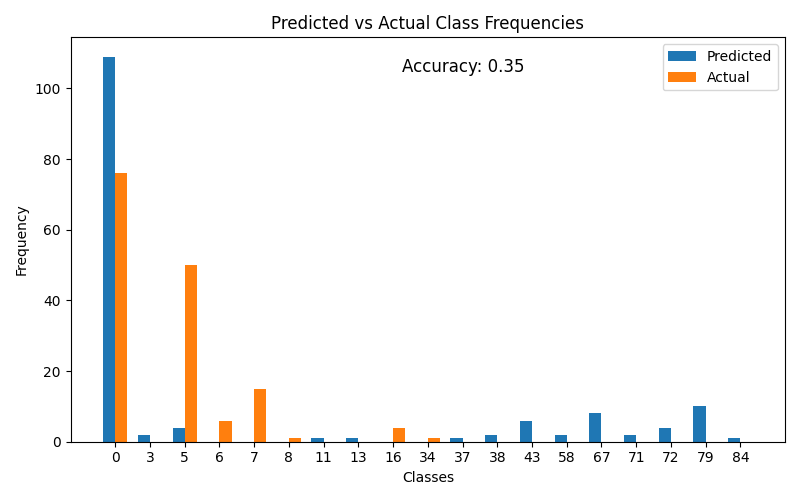 Predicted vs Actual Class Frequencies
Accuracy: 0.35
Predicted
Actual
100
80
60
40
20
0
Frequency
0 3 5 6 7 8 11 13 16 34 37 38 43 58 67 71 72 79 84
Classes